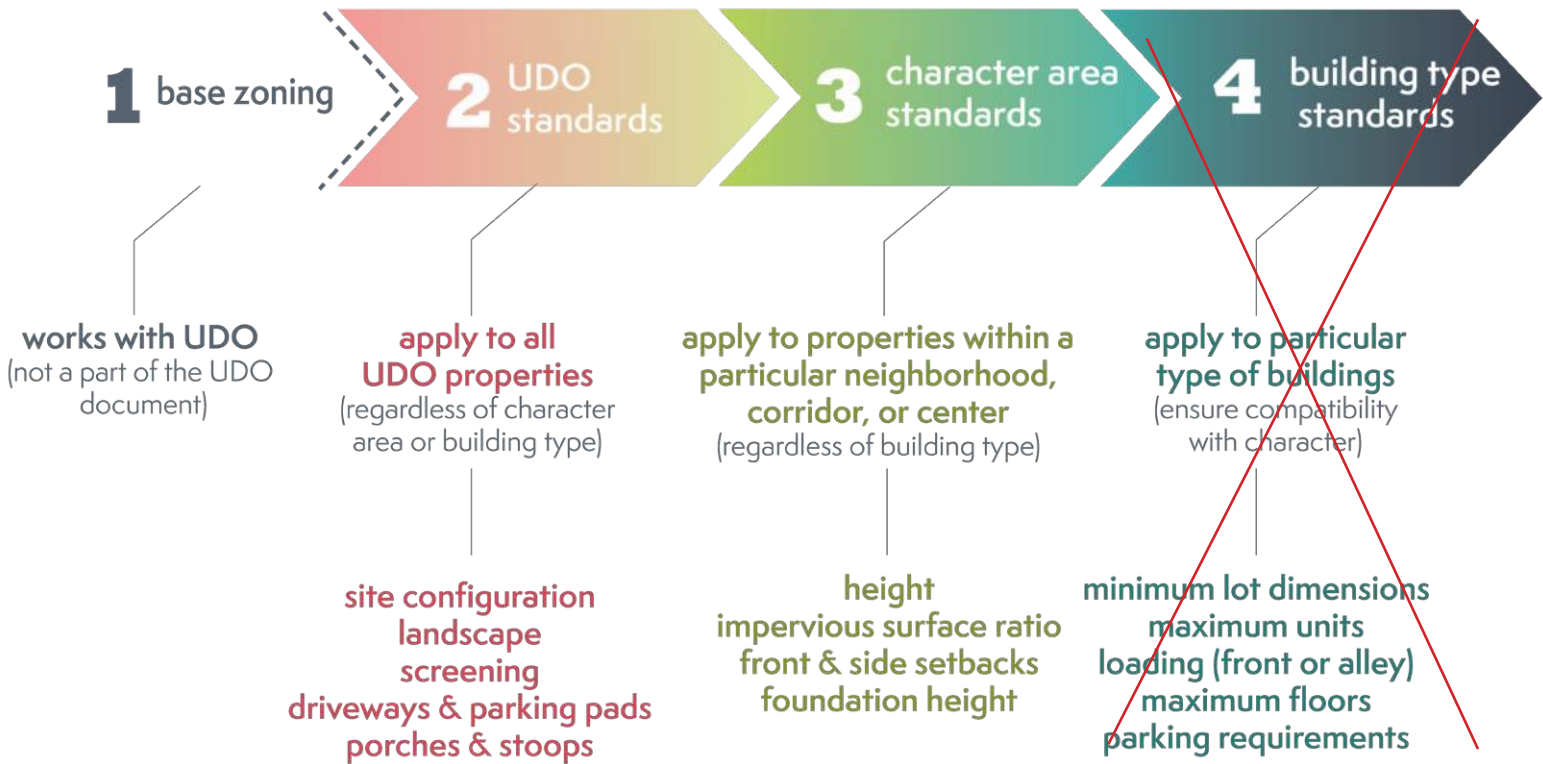 1 base zoning
2 UDO
standards
3 character area
standards
4 building type
standards
works with UDO
(not a part of the UDO
document)
apply to all
UDO properties
(regardless of character
area or building type)
site configuration
landscape
screening
driveways & parking pads
porches & stoops
apply to properties within a
particular neighborhood,
corridor, or center
(regardless of building type)
height
impervious surface ratio
front & side setbacks
foundation height
apply to particular
type of buildings
(ensure compatibility
with character)
minimum lot dimensions
maximum units
loading (front or alley)
maximum floors
parking requirements